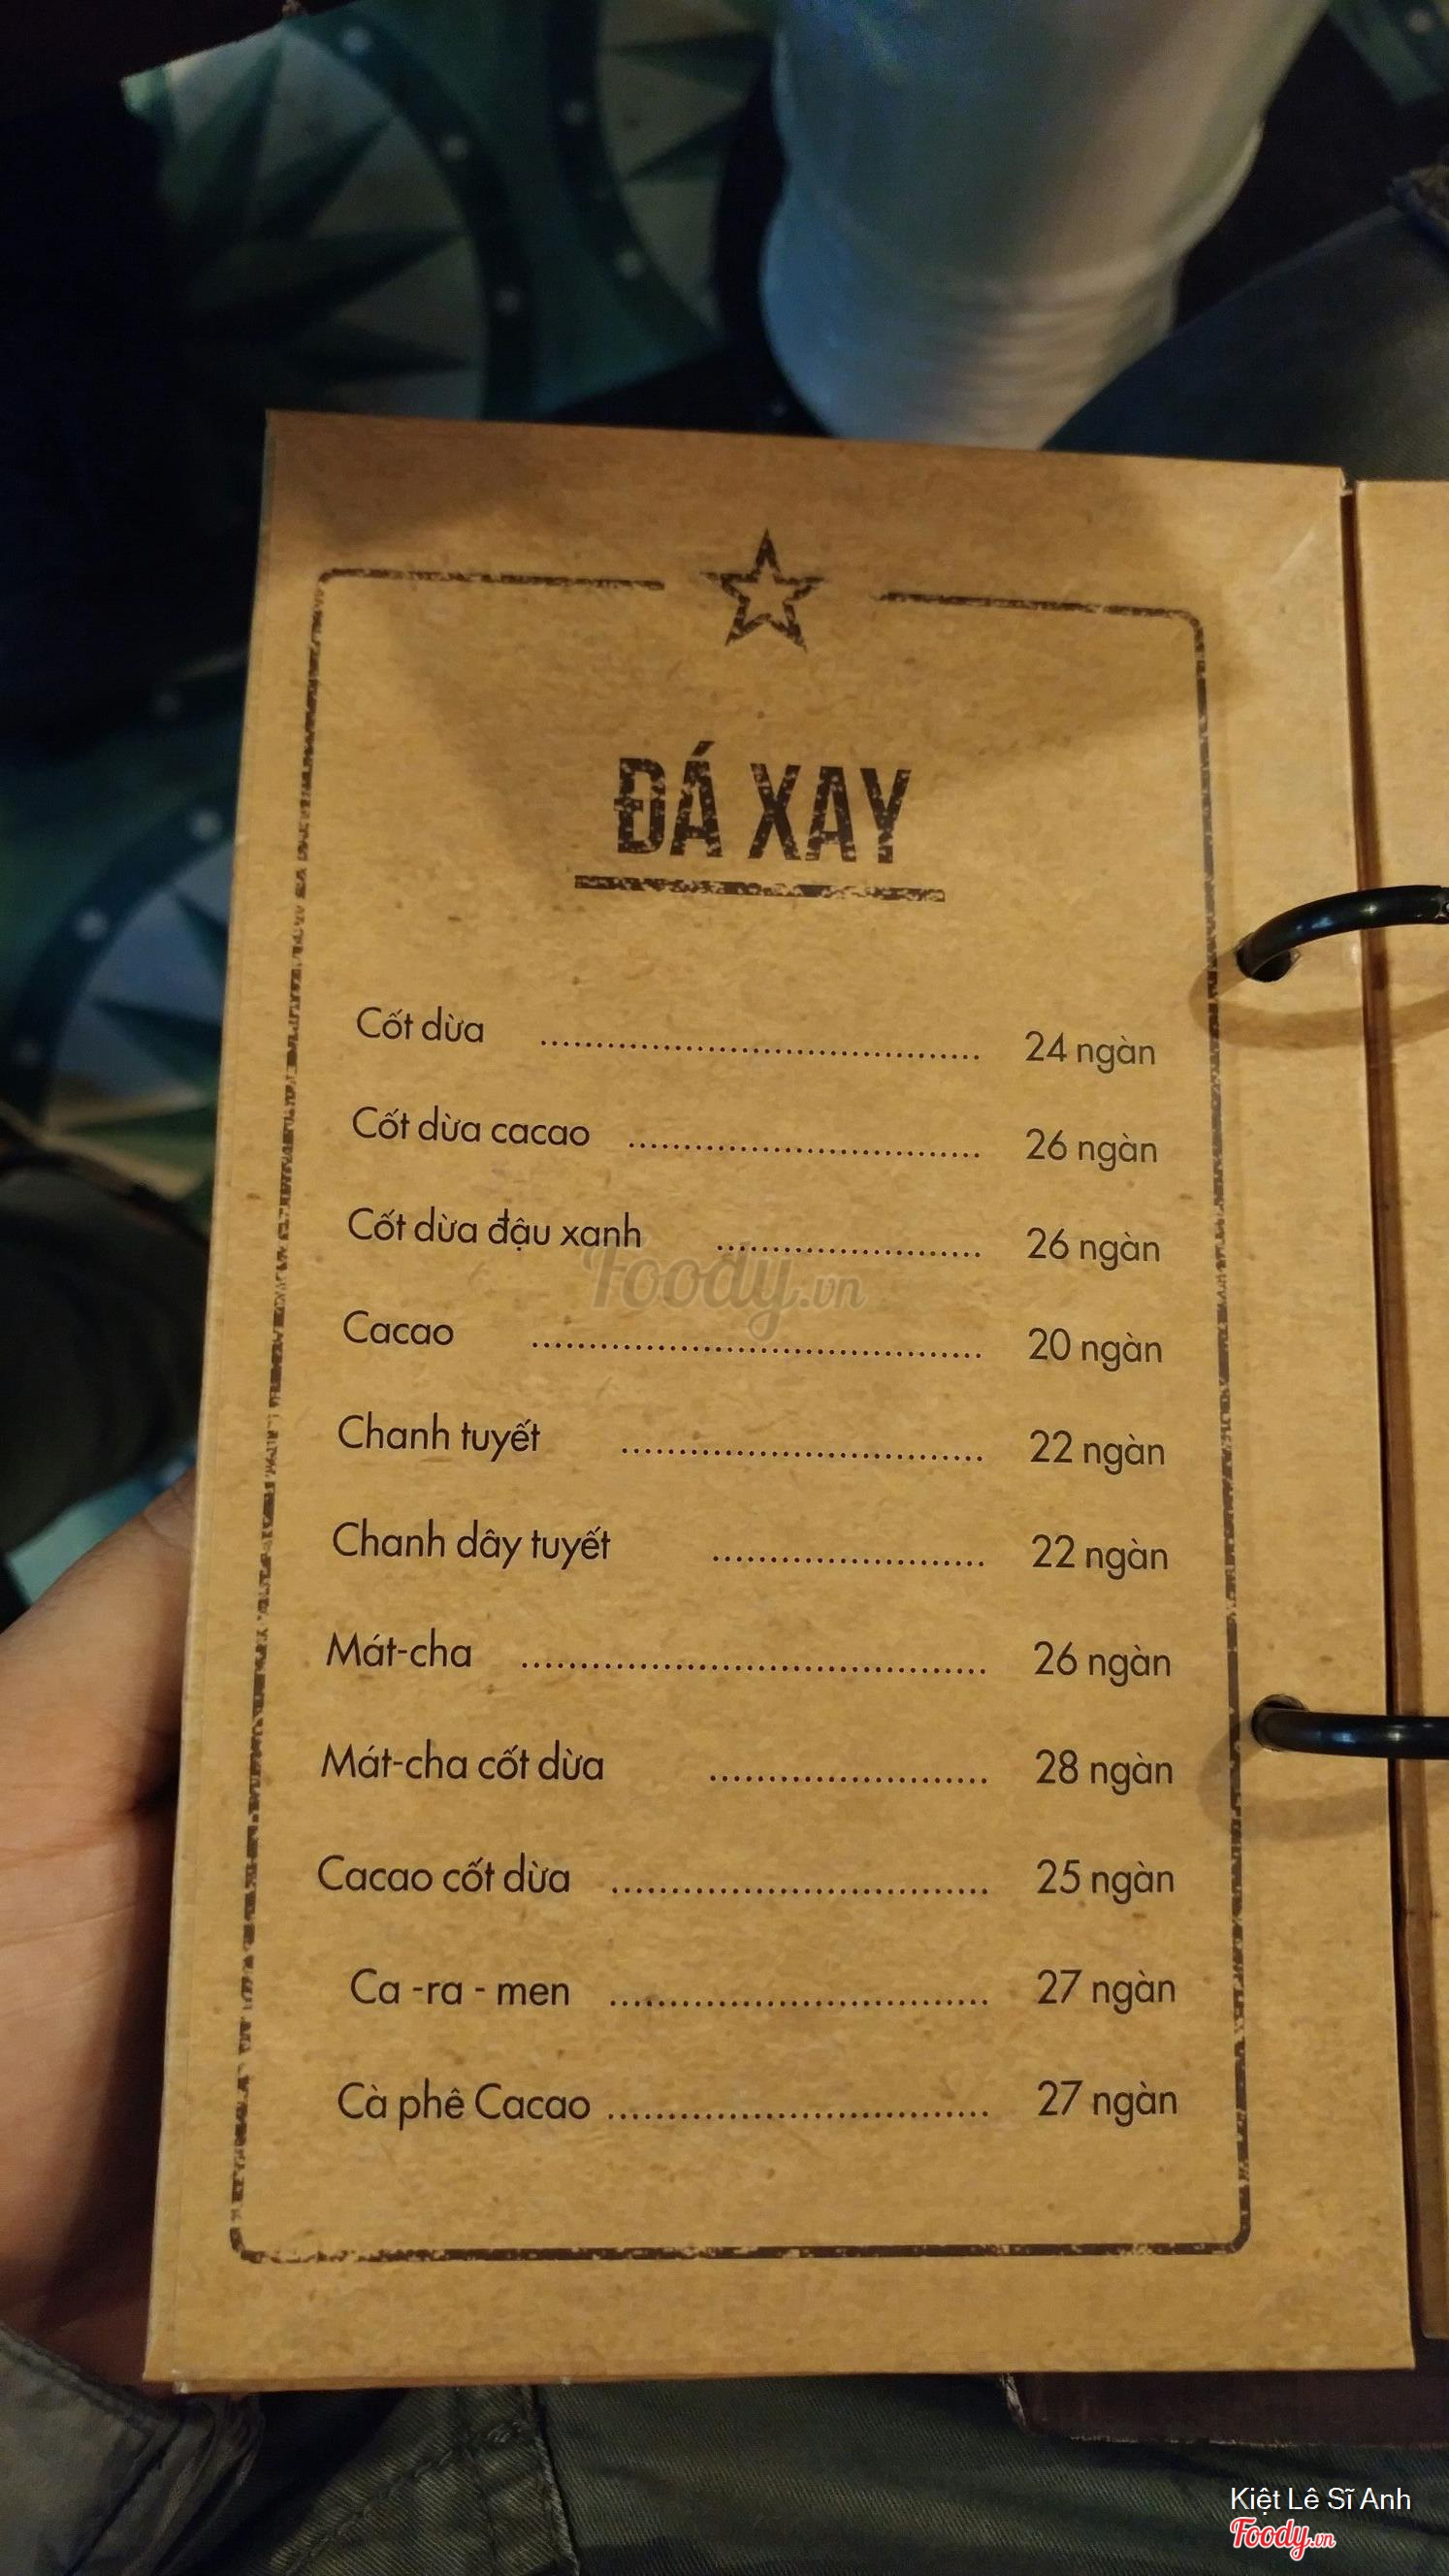 ĐÁ XAY
Cốt dừa ........................................ 24 ngàn
Cốt dừa cacao ................................ 26 ngàn
Cốt dừa đậu xanh ........................ 26 ngàn
Foody.vn
Cacao ........................................ 20 ngàn
Chanh tuyết ................................ 22 ngàn
Chanh dây tuyết ........................ 22 ngàn
Mát-cha ........................................ 26 ngàn
Mát-cha cốt dừa ........................ 28 ngàn
Cacao cốt dừa ................................ 25 ngàn
Ca -ra - men ................................ 27 ngàn
Cà phê Cacao ................................ 27 ngàn
Kiệt Lê Sĩ Anh
Foody.vn